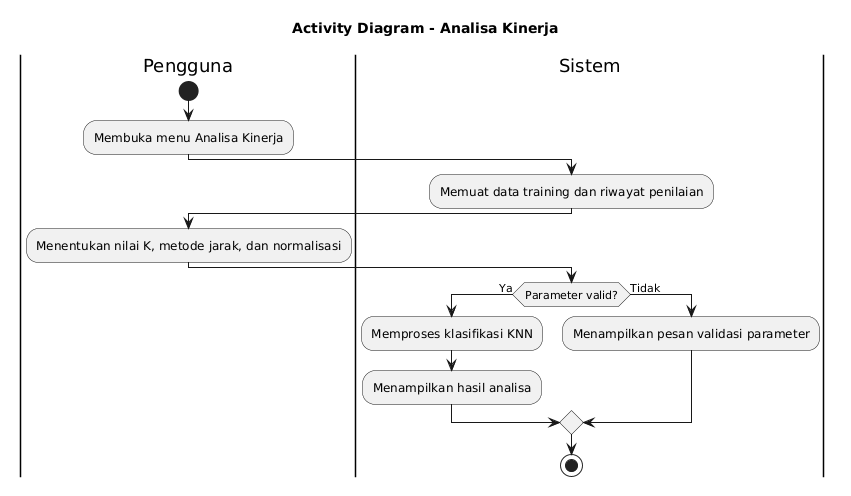 Activity Diagram - Analisa Kinerja
Pengguna
Sistem
Membuka menu Analisa Kinerja
Memuat data training dan riwayat penilaian
Menentukan nilai K, metode jarak, dan normalisasi
Ya
Parameter valid?
Tidak
Memproses klasifikasi KNN
Menampilkan pesan validasi parameter
Menampilkan hasil analisa